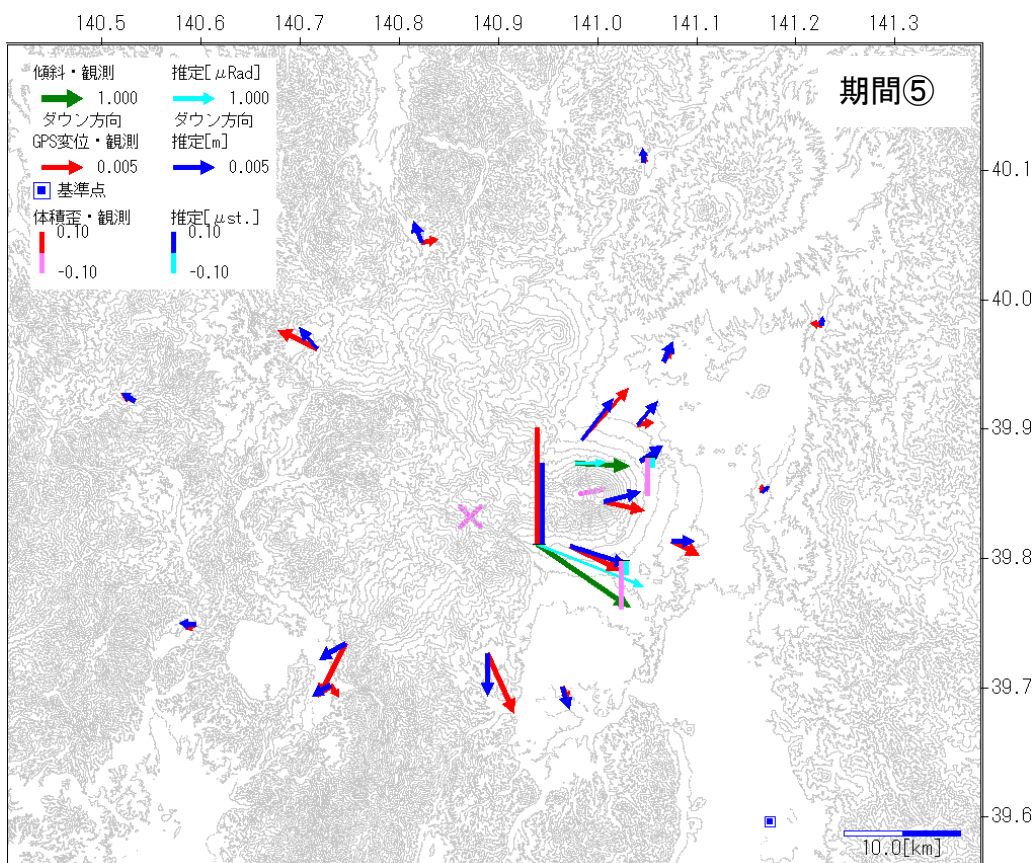 140.5 140.6 140.7 140.8 140.9 141.0 141.1 141.2 141.3
傾斜・観測 推定[μRad]
1.000 1.000
ダウン方向 ダウン方向
GPS変位・観測 推定[m]
0.005 0.005
基準点
体積歪・観測 推定[μst.]
0.10 0.10
-0.10 -0.10
期間⑤
40.1
40.0
39.9
39.8
39.7
39.6
10.0[km]